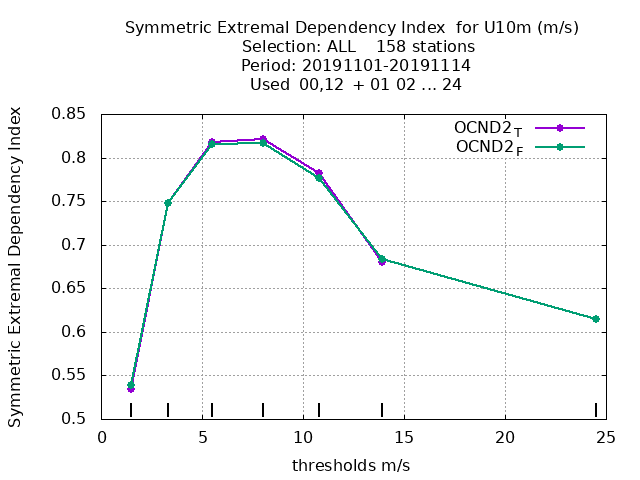 Symmetric Extremal Dependency Index  for U10m (m/s)
Selection: ALL    158 stations
Period: 20191101-20191114
Used  00,12  + 01 02 ... 24
Symmetric Extremal Dependency Index
0.85
0.8
0.75
0.7
0.65
0.6
0.55
0.5
OCND2T
OCND2F
0 5 10 15 20 25
thresholds m/s